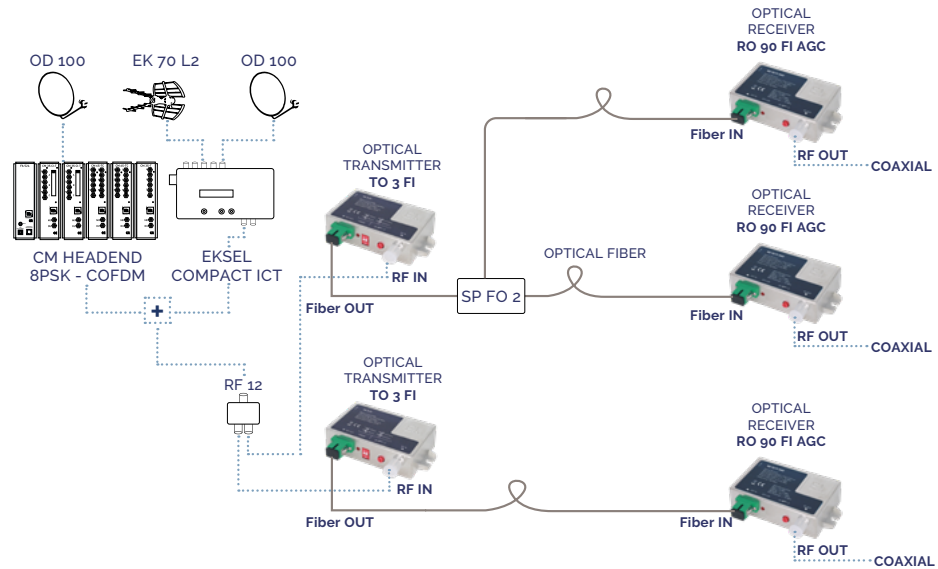 OPTICAL
RECEIVER
RO 90 FI AGC
OD 100
EK 70 L2
OD 100
Fiber IN
RF OUT
COAXIAL
OPTICAL
TRANSMITTER
TO 3 FI
OPTICAL
RECEIVER
RO 90 FI AGC
CM HEADEND
8PSK - COFDM
EKSEL
COMPACT ICT
RF IN
OPTICAL FIBER
SP FO 2
Fiber OUT
Fiber IN
+
RF OUT
COAXIAL
OPTICAL
TRANSMITTER
TO 3 FI
RF 12
OPTICAL
RECEIVER
RO 90 FI AGC
RF IN
Fiber OUT
Fiber IN
RF OUT
COAXIAL